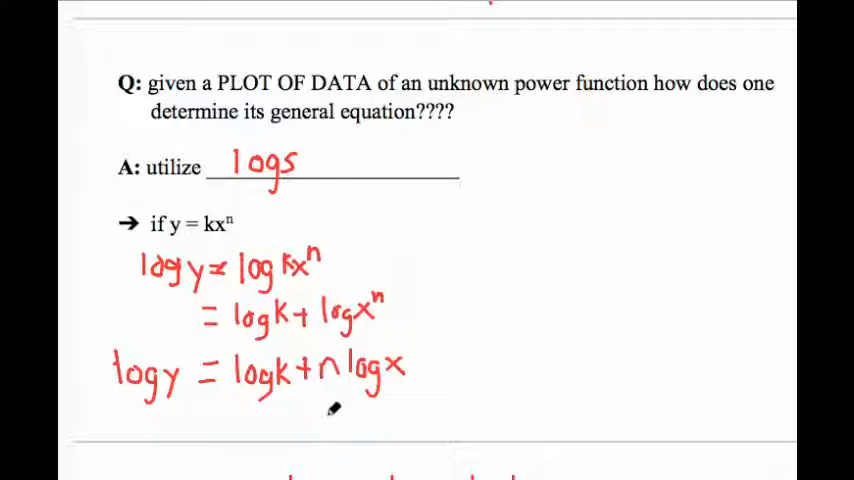 Q: given a PLOT OF DATA of an unknown power function how does one
determine its general equation????
A: utilize logs
➔ if y = kxⁿ
log y = log kxⁿ
= log k + log xⁿ
log y = log k + n log x